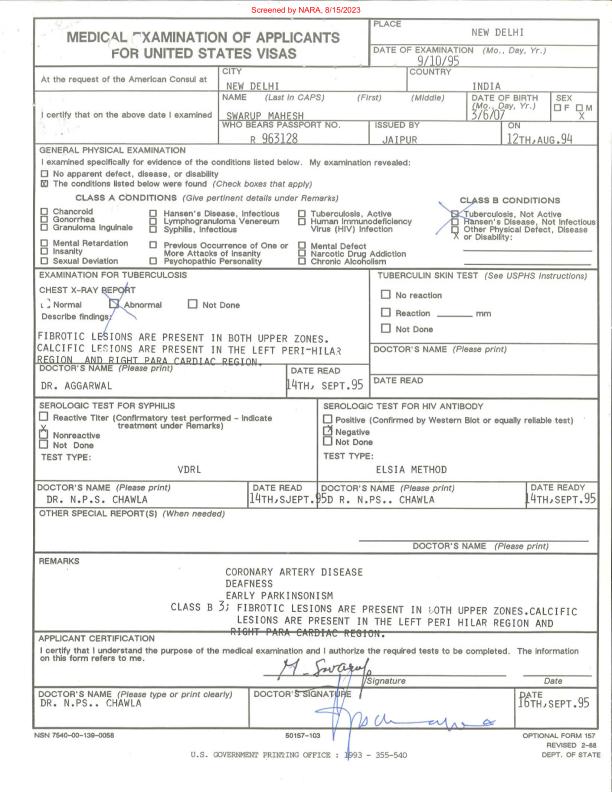 Screened by NARA, 8/15/2023
MEDICAL EXAMINATION OF APPLICANTS
FOR UNITED STATES VISAS
PLACE
NEW DELHI
DATE OF EXAMINATION (Mo., Day, Yr.)
9/10/95
At the request of the American Consul at
CITY
NEW DELHI
COUNTRY
INDIA
I certify that on the above date I examined
NAME (Last in CAPS) (First) (Middle)
SWARUP MAHESH
DATE OF BIRTH
(Mo., Day, Yr.)
3/6/07
SEX
F M
X
WHO BEARS PASSPORT NO.
R 963128
ISSUED BY
JAIPUR
ON
12TH,AUG.94
GENERAL PHYSICAL EXAMINATION
I examined specifically for evidence of the conditions listed below. My examination revealed:
No apparent defect, disease, or disability
The conditions listed below were found (Check boxes that apply)
CLASS A CONDITIONS (Give pertinent details under Remarks)
Chancroid
Gonorrhea
Granuloma Inguinale
Hansen's Disease, Infectious
Lymphogranuloma Venereum
Syphilis, Infectious
Tuberculosis, Active
Human Immunodeficiency
Virus (HIV) Infection
Mental Retardation
Insanity
Sexual Deviation
Previous Occurrence of One or
More Attacks of Insanity
Psychopathic Personality
Mental Defect
Narcotic Drug Addiction
Chronic Alcoholism
CLASS B CONDITIONS
Tuberculosis, Not Active
Hansen's Disease, Not Infectious
Other Physical Defect, Disease
X or Disability:
EXAMINATION FOR TUBERCULOSIS
CHEST X-RAY REPORT
Normal Abnormal Not Done
Describe findings:
FIBROTIC LESIONS ARE PRESENT IN BOTH UPPER ZONES.
CALCIFIC LESIONS ARE PRESENT IN THE LEFT PERI-HILAR
REGION AND RIGHT PARA CARDIAC REGION.
DOCTOR'S NAME (Please print)
DR. AGGARWAL
DATE READ
14TH, SEPT.95
TUBERCULIN SKIN TEST (See USPHS Instructions)
No reaction
Reaction mm
Not Done
DOCTOR'S NAME (Please print)
DATE READ
SEROLOGIC TEST FOR SYPHILIS
Reactive Titer (Confirmatory test performed – Indicate
treatment under Remarks)
X
Nonreactive
Not Done
TEST TYPE:
VDRL
SEROLOGIC TEST FOR HIV ANTIBODY
Positive (Confirmed by Western Blot or equally reliable test)
Negative
Not Done
TEST TYPE:
ELSIA METHOD
DOCTOR'S NAME (Please print)
DR. N.P.S. CHAWLA
DATE READ
14TH,SJEPT.95
DOCTOR'S NAME (Please print)
D R. N.PS.. CHAWLA
DATE READY
14TH,SEPT.95
OTHER SPECIAL REPORT(S) (When needed)
DOCTOR'S NAME (Please print)
REMARKS
CORONARY ARTERY DISEASE
DEAFNESS
EARLY PARKINSONISM
CLASS B 3; FIBROTIC LESIONS ARE PRESENT IN BOTH UPPER ZONES.CALCIFIC
LESIONS ARE PRESENT IN THE LEFT PERI HILAR REGION AND
RIGHT PARA CARDIAC REGION.
APPLICANT CERTIFICATION
I certify that I understand the purpose of the medical examination and I authorize the required tests to be completed. The information
on this form refers to me.
M. Swarup
Signature
Date
DOCTOR'S NAME (Please type or print clearly)
DR. N.PS.. CHAWLA
DOCTOR'S SIGNATURE
DATE
16TH,SEPT.95
NSN 7540-00-139-0058
50157-103
OPTIONAL FORM 157
REVISED 2-88
DEPT. OF STATE
U.S. GOVERNMENT PRINTING OFFICE : 1993 - 355-540